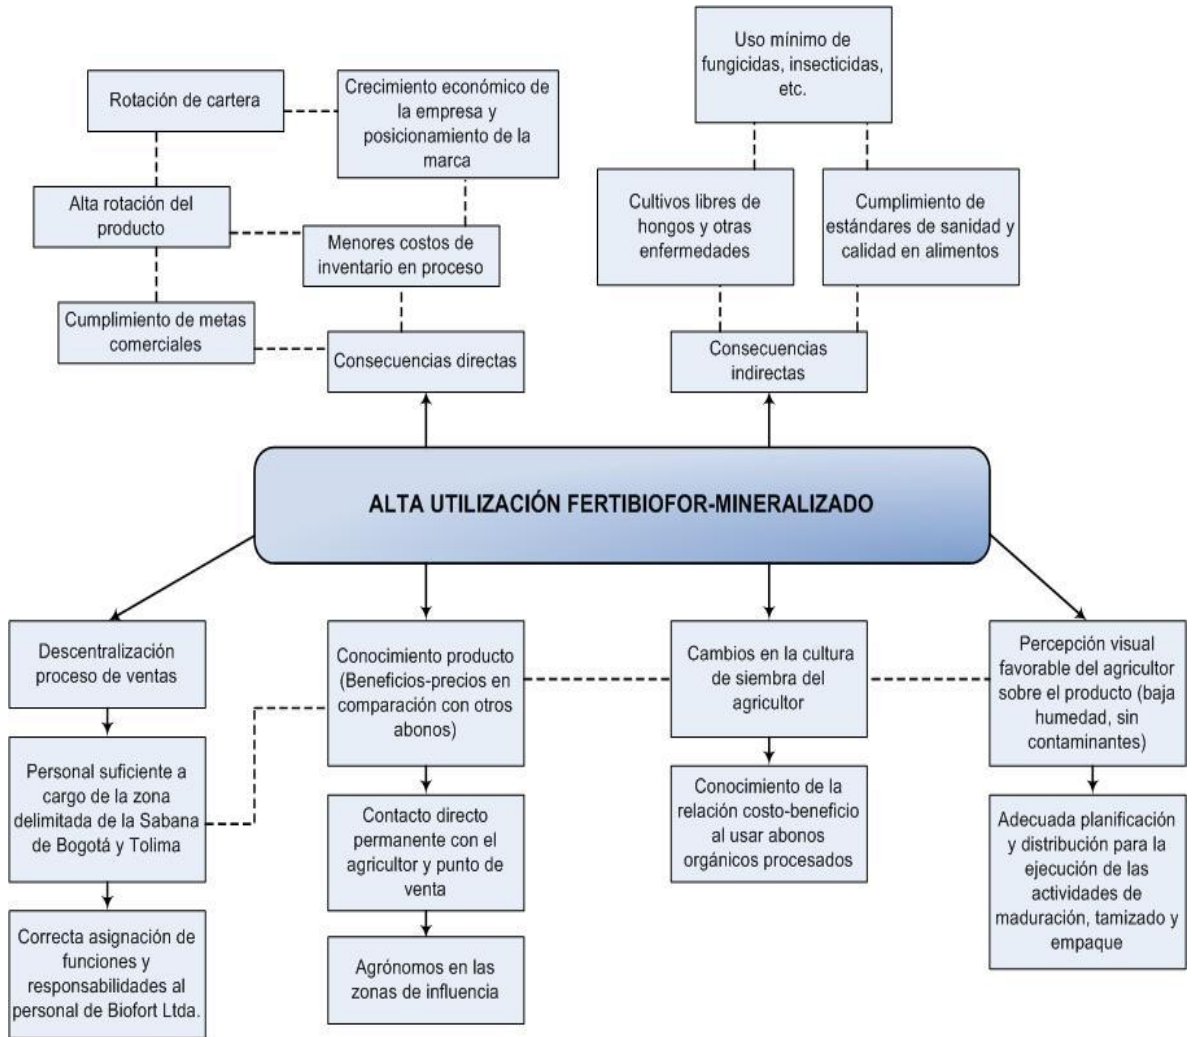 Uso mínimo de
fungicidas, insecticidas,
etc.
Rotación de cartera
Crecimiento económico de
la empresa y
posicionamiento de la
marca
Alta rotación del
producto
Menores costos de
inventario en proceso
Cultivos libres de
hongos y otras
enfermedades
Cumplimiento de
estándares de sanidad y
calidad en alimentos
Cumplimiento de metas
comerciales
Consecuencias directas
Consecuencias
indirectas
ALTA UTILIZACIÓN FERTIBIOFOR-MINERALIZADO
Descentralización
proceso de ventas
Conocimiento producto
(Beneficios-precios en
comparación con otros
abonos)
Cambios en la cultura
de siembra del
agricultor
Percepción visual
favorable del agricultor
sobre el producto (baja
humedad, sin
contaminantes)
Personal suficiente a
cargo de la zona
delimitada de la Sabana
de Bogotá y Tolima
Contacto directo
permanente con el
agricultor y punto de
venta
Conocimiento de la
relación costo-beneficio
al usar abonos
orgánicos procesados
Adecuada planificación
y distribución para la
ejecución de las
actividades de
maduración, tamizado y
empaque
Correcta asignación de
funciones y
responsabilidades al
personal de Biofort Ltda.
Agrónomos en las
zonas de influencia